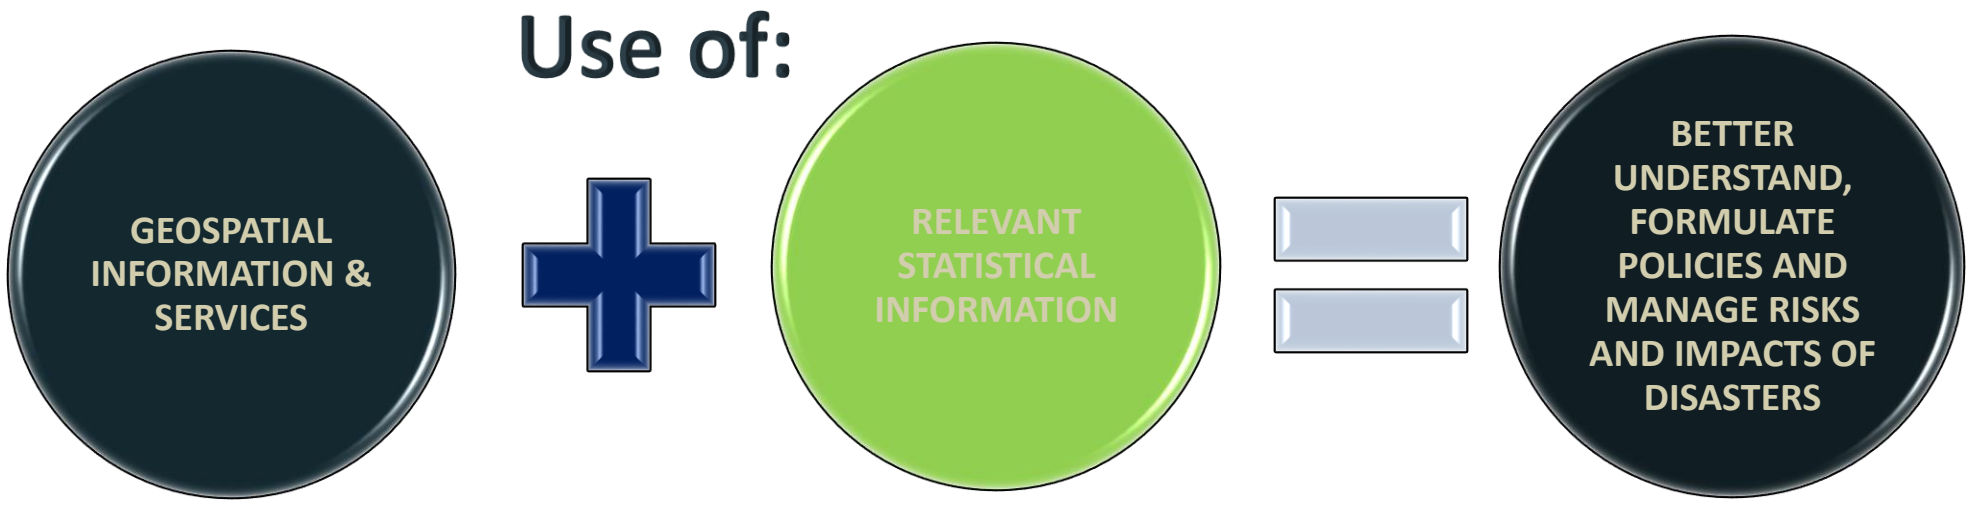 Use of:
GEOSPATIAL
INFORMATION &
SERVICES
RELEVANT
STATISTICAL
INFORMATION
BETTER
UNDERSTAND,
FORMULATE
POLICIES AND
MANAGE RISKS
AND IMPACTS OF
DISASTERS